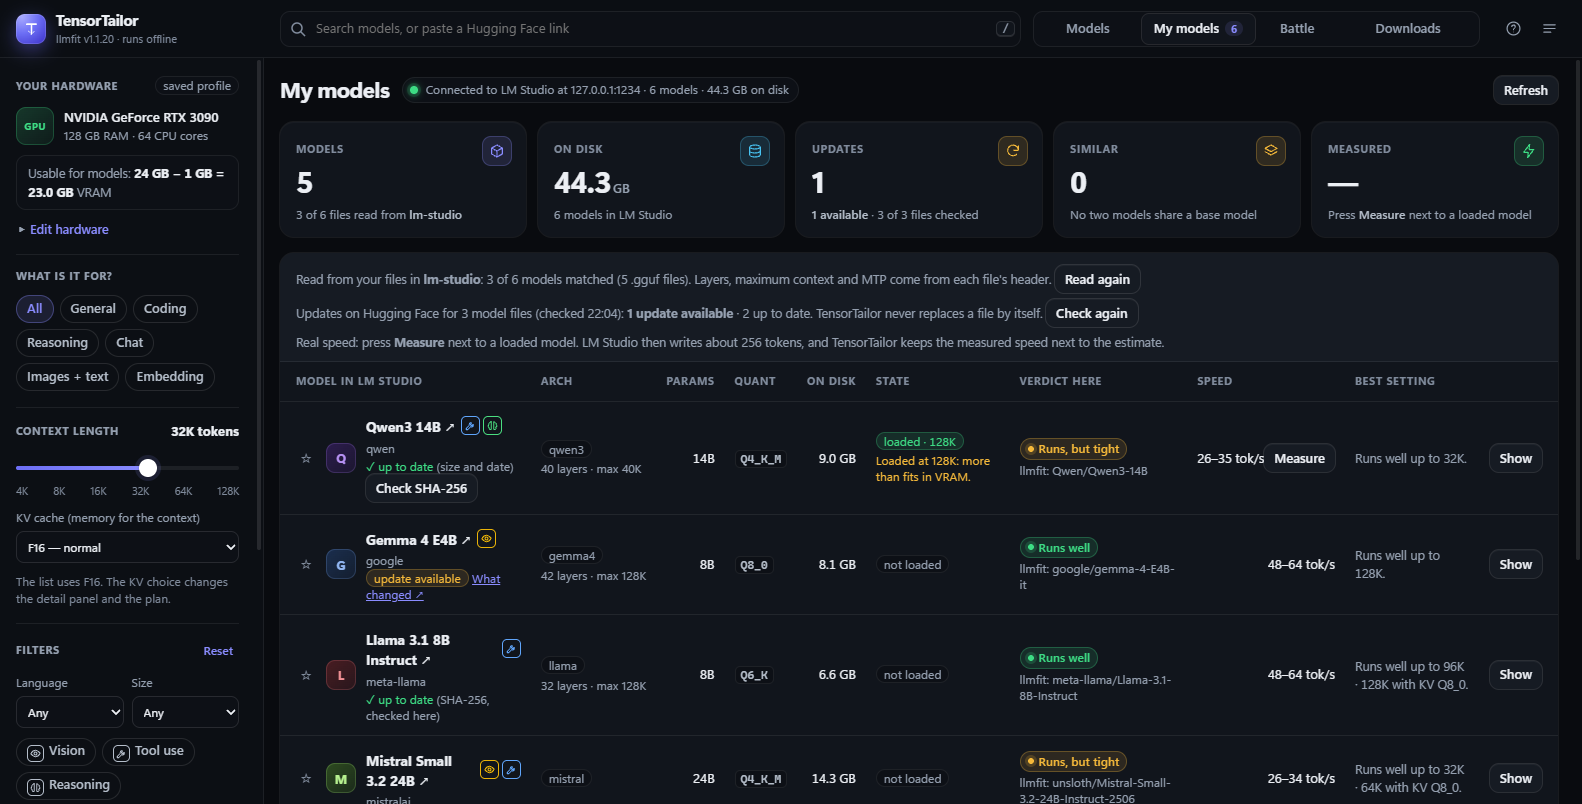 TensorTailor
llmfit v1.1.20 · runs offline
Search models, or paste a Hugging Face link
/
Models
My models 6
Battle
Downloads
YOUR HARDWARE
saved profile
GPU
NVIDIA GeForce RTX 3090
128 GB RAM · 64 CPU cores
Usable for models: 24 GB − 1 GB =
23.0 GB VRAM
▸ Edit hardware
WHAT IS IT FOR?
All
General
Coding
Reasoning
Chat
Images + text
Embedding
CONTEXT LENGTH
32K tokens
4K 8K 16K 32K 64K 128K
KV cache (memory for the context)
F16 — normal
The list uses F16. The KV choice changes
the detail panel and the plan.
FILTERS
Reset
Language
Size
Any
Any
Vision
Tool use
Reasoning
My models
Connected to LM Studio at 127.0.0.1:1234 · 6 models · 44.3 GB on disk
Refresh
MODELS
5
3 of 6 files read from lm-studio
ON DISK
44.3 GB
6 models in LM Studio
UPDATES
1
1 available · 3 of 3 files checked
SIMILAR
0
No two models share a base model
MEASURED
—
Press Measure next to a loaded model
Read from your files in lm-studio: 3 of 6 models matched (5 .gguf files). Layers, maximum context and MTP come from each file's header. Read again
Updates on Hugging Face for 3 model files (checked 22:04): 1 update available · 2 up to date. TensorTailor never replaces a file by itself. Check again
Real speed: press Measure next to a loaded model. LM Studio then writes about 256 tokens, and TensorTailor keeps the measured speed next to the estimate.
MODEL IN LM STUDIO ARCH PARAMS QUANT ON DISK STATE VERDICT HERE SPEED BEST SETTING
☆
Q
Qwen3 14B ↗
qwen
✓ up to date (size and date)
Check SHA-256
qwen3
40 layers · max 40K
14B
Q4_K_M
9.0 GB
loaded · 128K
Loaded at 128K: more
than fits in VRAM.
Runs, but tight
llmfit: Qwen/Qwen3-14B
26–35 tok/s
Measure
Runs well up to 32K.
Show
☆
G
Gemma 4 E4B ↗
google
update available What
changed ↗
gemma4
42 layers · max 128K
8B
Q8_0
8.1 GB
not loaded
Runs well
llmfit: google/gemma-4-E4B-
it
48–64 tok/s
Runs well up to
128K.
Show
☆
L
Llama 3.1 8B
Instruct ↗
meta-llama
✓ up to date (SHA-256,
checked here)
llama
32 layers · max 128K
8B
Q6_K
6.6 GB
not loaded
Runs well
llmfit: meta-llama/Llama-3.1-
8B-Instruct
48–64 tok/s
Runs well up to 96K
· 128K with KV Q8_0.
Show
☆
M
Mistral Small
3.2 24B ↗
mistralai
mistral
24B
Q4_K_M
14.3 GB
not loaded
Runs, but tight
llmfit: unsloth/Mistral-Small-
3.2-24B-Instruct-2506
26–34 tok/s
Runs well up to 32K
· 64K with KV Q8_0.
Show